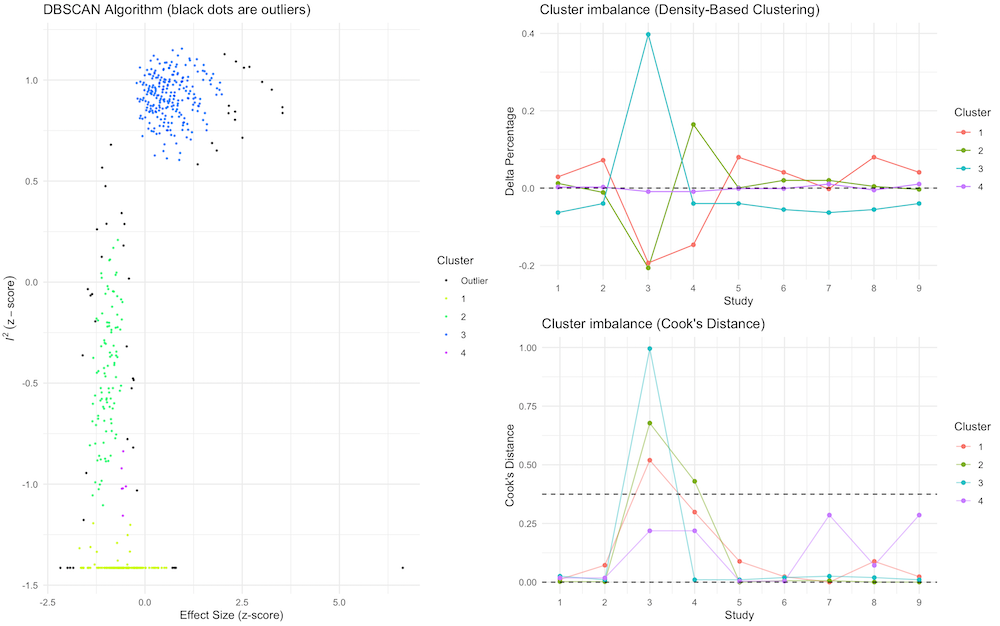 DBSCAN Algorithm (black dots are outliers)
1.0
0.5
0.0
-0.5
-1.0
-1.5
I² (z – score)
-2.5
0.0
2.5
5.0
Effect Size (z-score)
Cluster
Outlier
1
2
3
4
Cluster imbalance (Density-Based Clustering)
0.4
0.2
0.0
-0.2
Delta Percentage
1 2 3 4 5 6 7 8 9
Study
Cluster
1
2
3
4
Cluster imbalance (Cook's Distance)
1.00
0.75
0.50
0.25
0.00
Cook's Distance
1 2 3 4 5 6 7 8 9
Study
Cluster
1
2
3
4